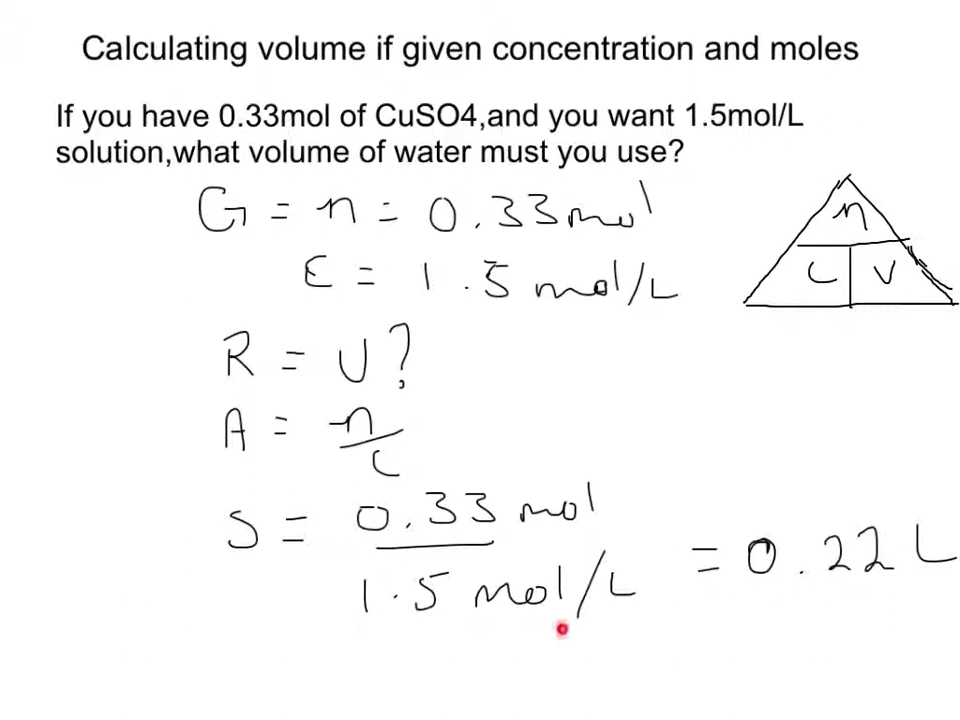 Calculating volume if given concentration and moles
If you have 0.33mol of CuSO4,and you want 1.5mol/L
solution,what volume of water must you use?
G = n = 0.33 mol
n
C = 1.5 mol/L
C V
R = V?
A = n/C
S = 0.33 mol
1.5 mol/L = 0.22 L